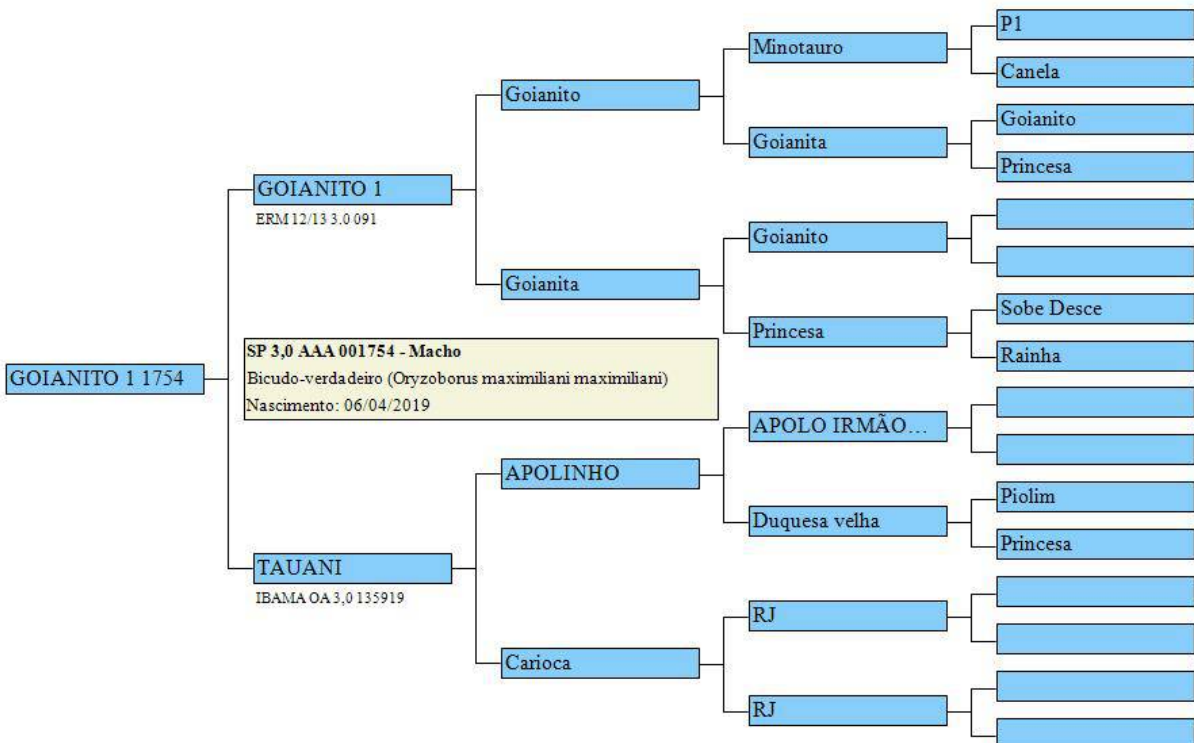 P1
Minotauro
Canela
Goianito
Goianito
Goianita
Princesa
GOIANITO 1
ERM 12/13 3.0 091
Goianito
Goianita
Sobe Desce
Princesa
Rainha
SP 3,0 AAA 001754 - Macho
Bicudo-verdadeiro (Oryzoborus maximiliani maximiliani)
Nascimento: 06/04/2019
GOIANITO 1 1754
APOLO IRMÃO...
APOLINHO
Piolim
Duquesa velha
Princesa
TAUANI
IBAMA OA 3,0 135919
RJ
Carioca
RJ